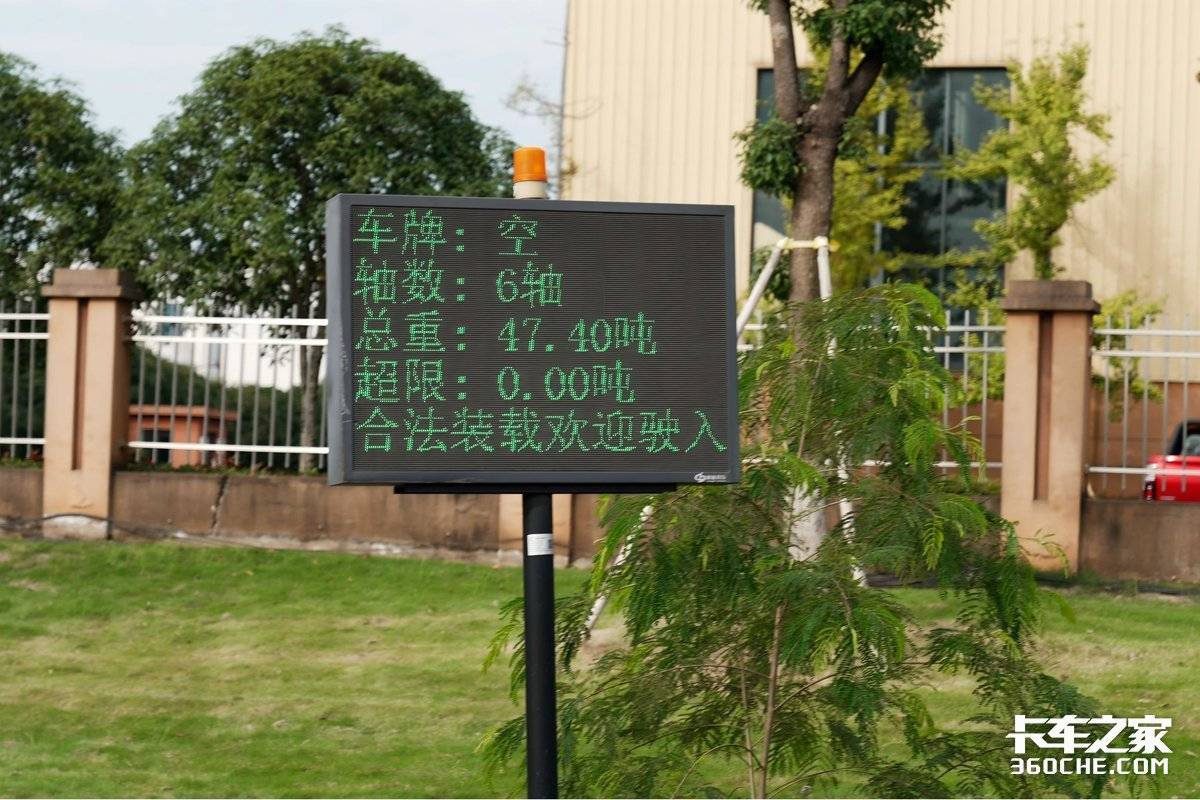 车牌：空
轴数：6轴
总重：47.40吨
超限：0.00吨
合法装载欢迎驶入
卡车之家
360CHE.COM